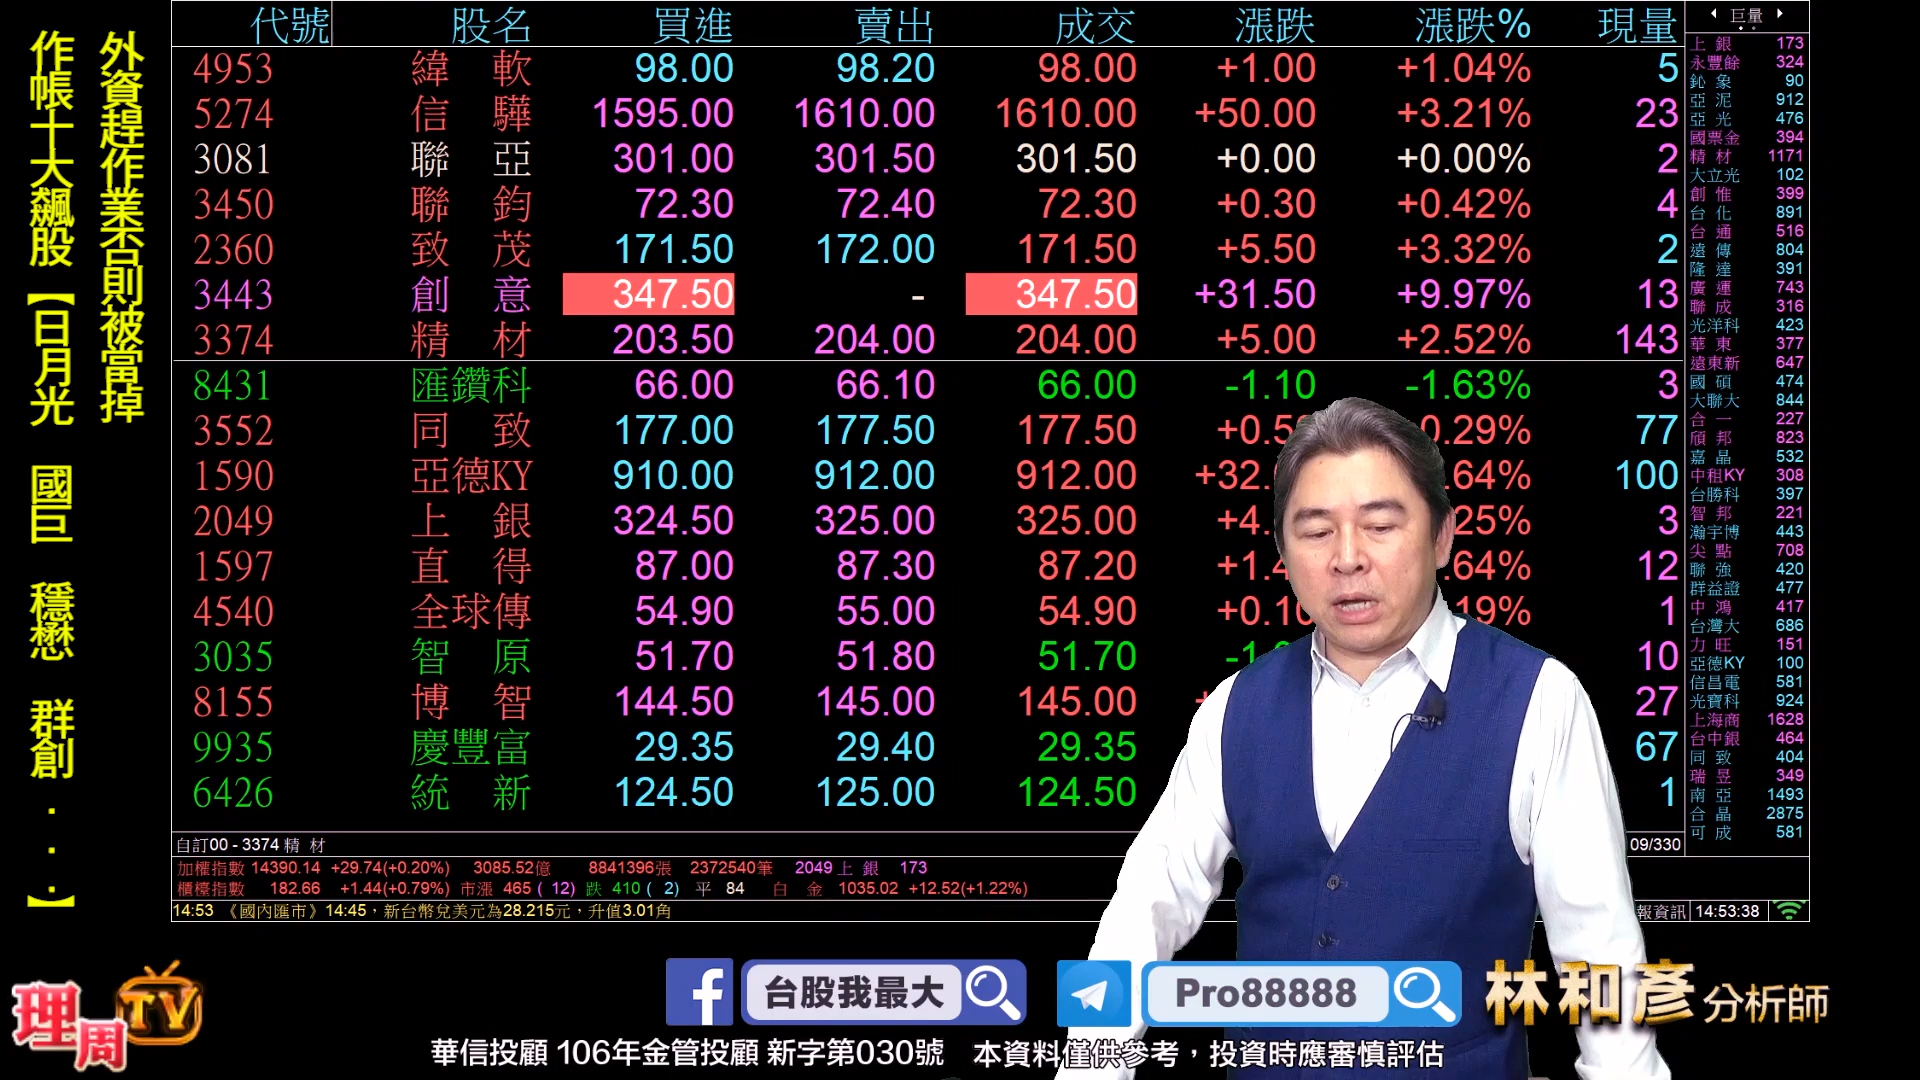 外資趕作業否則被當掉
作帳十大飆股【日月光 國巨 穩懋 群創...】
代號 股名 買進 賣出 成交 漲跌 漲跌% 現量
4953 緯軟 98.00 98.20 98.00 +1.00 +1.04% 5
5274 信驊 1595.00 1610.00 1610.00 +50.00 +3.21% 23
3081 聯亞 301.00 301.50 301.50 +0.00 +0.00% 2
3450 聯鈞 72.30 72.40 72.30 +0.30 +0.42% 4
2360 致茂 171.50 172.00 171.50 +5.50 +3.32% 2
3443 創意 347.50 - 347.50 +31.50 +9.97% 13
3374 精材 203.50 204.00 204.00 +5.00 +2.52% 143
8431 匯鑽科 66.00 66.10 66.00 -1.10 -1.63% 3
3552 同致 177.00 177.50 177.50 +0.5 0.29% 77
1590 亞德KY 910.00 912.00 912.00 +32. 64% 100
2049 上銀 324.50 325.00 325.00 +4. 25% 3
1597 直得 87.00 87.30 87.20 +1.4 .64% 12
4540 全球傳 54.90 55.00 54.90 +0.10 .19% 1
3035 智原 51.70 51.80 51.70 -1. 10
8155 博智 144.50 145.00 145.00 27
9935 慶豐富 29.35 29.40 29.35 67
6426 統新 124.50 125.00 124.50 1
自訂00 - 3374 精材 09/330
加權指數 14390.14 +29.74(+0.20%) 3085.52億 8841396張 2372540筆 2049 上銀 173
櫃檯指數 182.66 +1.44(+0.79%) 市漲 465 ( 12) 跌 410 ( 2) 平 84 白金 1035.02 +12.52(+1.22%)
14:53 《國內匯市》14:45,新台幣兌美元為28.215元,升值3.01角 報資訊 14:53:38
巨量
上銀 173
永豐餘 324
鈊象 90
亞泥 912
亞光 476
國票金 394
精材 1171
大立光 102
創惟 399
台化 891
台通 516
遠傳 804
隆達 391
廣運 743
聯成 316
光洋科 423
華東 377
遠東新 647
國碩 474
大聯大 844
合一 227
頎邦 823
嘉晶 532
中租KY 308
台勝科 397
智邦 221
瀚宇博 443
尖點 708
聯強 420
群益證 477
中鴻 417
台灣大 686
力旺 151
亞德KY 100
信昌電 581
光寶科 924
上海商 1628
台中銀 464
同致 404
瑞昱 349
南亞 1493
合晶 2875
可成 581
理周TV
f 台股我最大
Pro88888
林和彥 分析師
華信投顧 106年金管投顧 新字第030號 本資料僅供參考,投資時應審慎評估